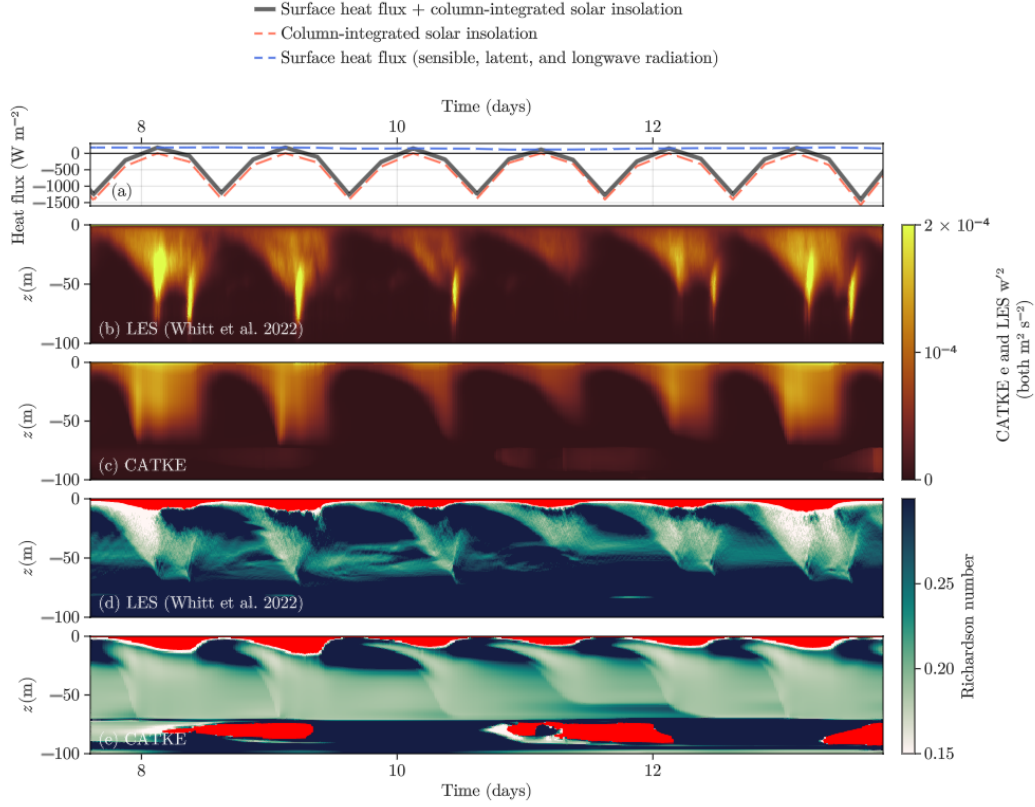 Surface heat flux + column-integrated solar insolation
Column-integrated solar insolation
Surface heat flux (sensible, latent, and longwave radiation)
Time (days)
8 10 12
Heat flux (W m⁻²)
0
−500
−1000
−1500
(a)
0
−50
−100
z(m)
(b) LES (Whitt et al. 2022)
0
−50
−100
z(m)
(c) CATKE
2 × 10⁻⁴
10⁻⁴
0
CATKE e and LES w′²
(both m² s⁻²)
0
−50
−100
z(m)
(d) LES (Whitt et al. 2022)
0
−50
−100
z(m)
(e) CATKE
0.25
0.20
0.15
Richardson number
8 10 12
Time (days)